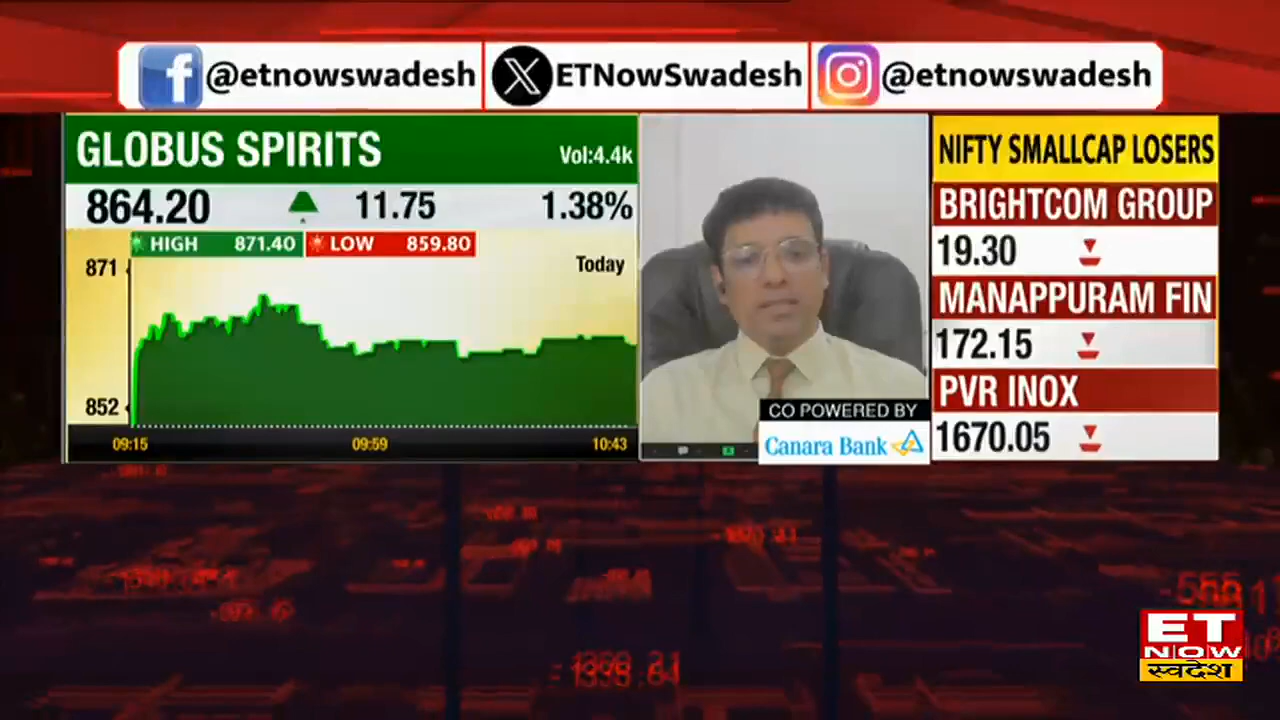 @etnowswadesh
ETNowSwadesh
@etnowswadesh
GLOBUS SPIRITS
Vol:4.4k
864.20 11.75 1.38%
HIGH 871.40 LOW 859.80
Today
871
852
09:15 09:59 10:43
CO POWERED BY
Canara Bank
NIFTY SMALLCAP LOSERS
BRIGHTCOM GROUP
19.30
MANAPPURAM FIN
172.15
PVR INOX
1670.05
ET
NOW
स्वदेश